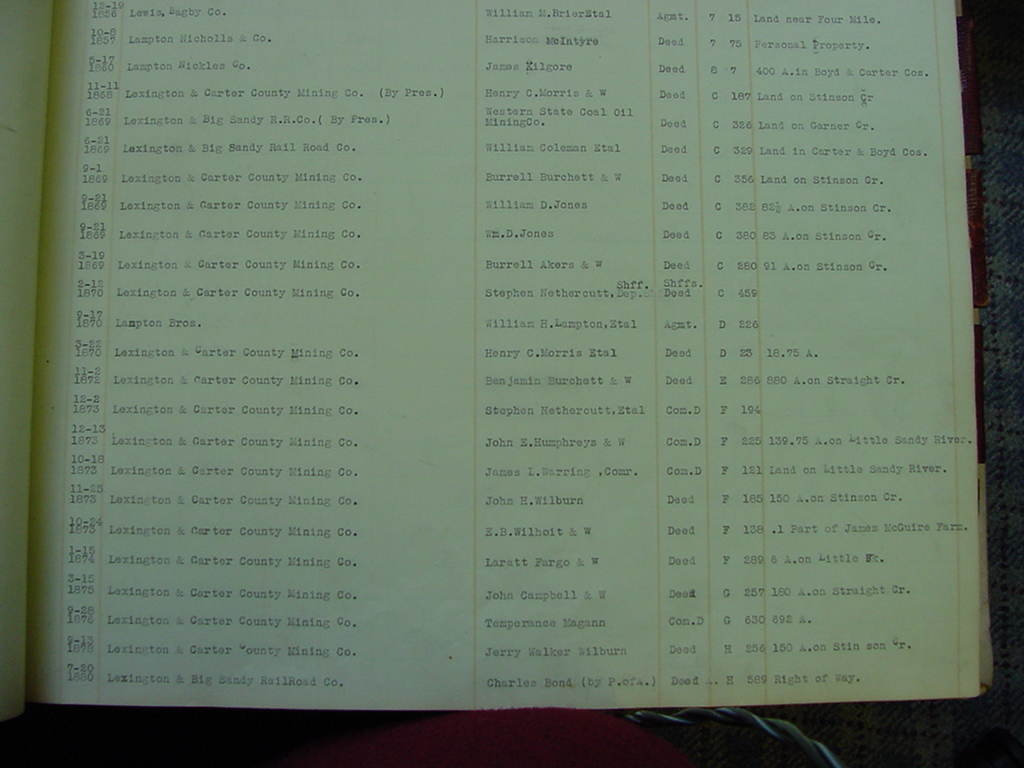 12-19
1856 Lewis, Bagby Co. William M.BrierEtal Agmt. 7 15 Land near Four Mile.
10-8
1857 Lampton Nicholls & Co. Harrison McIntyre Deed 7 75 Personal Property.
5-17
1860 Lampton Nickles Co. James Kilgore Deed 8 7 400 A.in Boyd & Carter Cos.
11-11
1868 Lexington & Carter County Mining Co. (By Pres.) Henry C.Morris & W Deed C 187 Land on Stinson Cr
6-21
1869 Lexington & Big Sandy R.R.Co.( By Pres.) Western State Coal Oil
MiningCo. Deed C 326 Land on Garner Cr.
6-21
1869 Lexington & Big Sandy Rail Road Co. William Coleman Etal Deed C 329 Land in Carter & Boyd Cos.
9-1
1869 Lexington & Carter County Mining Co. Burrell Burchett & W Deed C 356 Land on Stinson Cr.
9-21
1869 Lexington & Carter County Mining Co. William D.Jones Deed C 382 82½ A.on Stinson Cr.
9-21
1869 Lexington & Carter County Mining Co. Wm.D.Jones Deed C 380 83 A.on Stinson Cr.
3-19
1869 Lexington & Carter County Mining Co. Burrell Akers & W Deed C 280 91 A.on Stinson Cr.
2-12 Shff. Shffs.
1870 Lexington & Carter County Mining Co. Stephen Nethercutt,Dep. Deed C 459
9-17
1870 Lampton Bros. William H.Lampton,Etal Agmt. D 226
3-22
1870 Lexington & Carter County Mining Co. Henry C.Morris Etal Deed D 23 18.75 A.
11-2
1872 Lexington & Carter County Mining Co. Benjamin Burchett & W Deed E 286 880 A.on Straight Cr.
12-2
1873 Lexington & Carter County Mining Co. Stephen Nethercutt,Etal Com.D F 194
12-13
1873 Lexington & Carter County Mining Co. John E.Humphreys & W Com.D F 225 139.75 A.on Little Sandy River.
10-18
1873 Lexington & Carter County Mining Co. James L.Warring ,Comr. Com.D F 121 Land on Little Sandy River.
11-25
1873 Lexington & Carter County Mining Co. John H.Wilburn Deed F 185 150 A.on Stinson Cr.
10-24
1873 Lexington & Carter County Mining Co. E.B.Wilhoit & W Deed F 138 .1 Part of James McGuire Farm.
1-15
1874 Lexington & Carter County Mining Co. Laratt Fargo & W Deed F 289 6 A.on Little Fk.
3-15
1875 Lexington & Carter County Mining Co. John Campbell & W Deed G 257 180 A.on Straight Cr.
9-28
1876 Lexington & Carter County Mining Co. Temperance Magann Com.D G 630 692 A.
1878 Lexington & Carter County Mining Co. Jerry Walker Wilburn Deed H 256 150 A.on Stin son Cr.
7-20
1880 Lexington & Big Sandy RailRoad Co. Charles Bond (by P.ofA.) Deed . H 589 Right of Way.